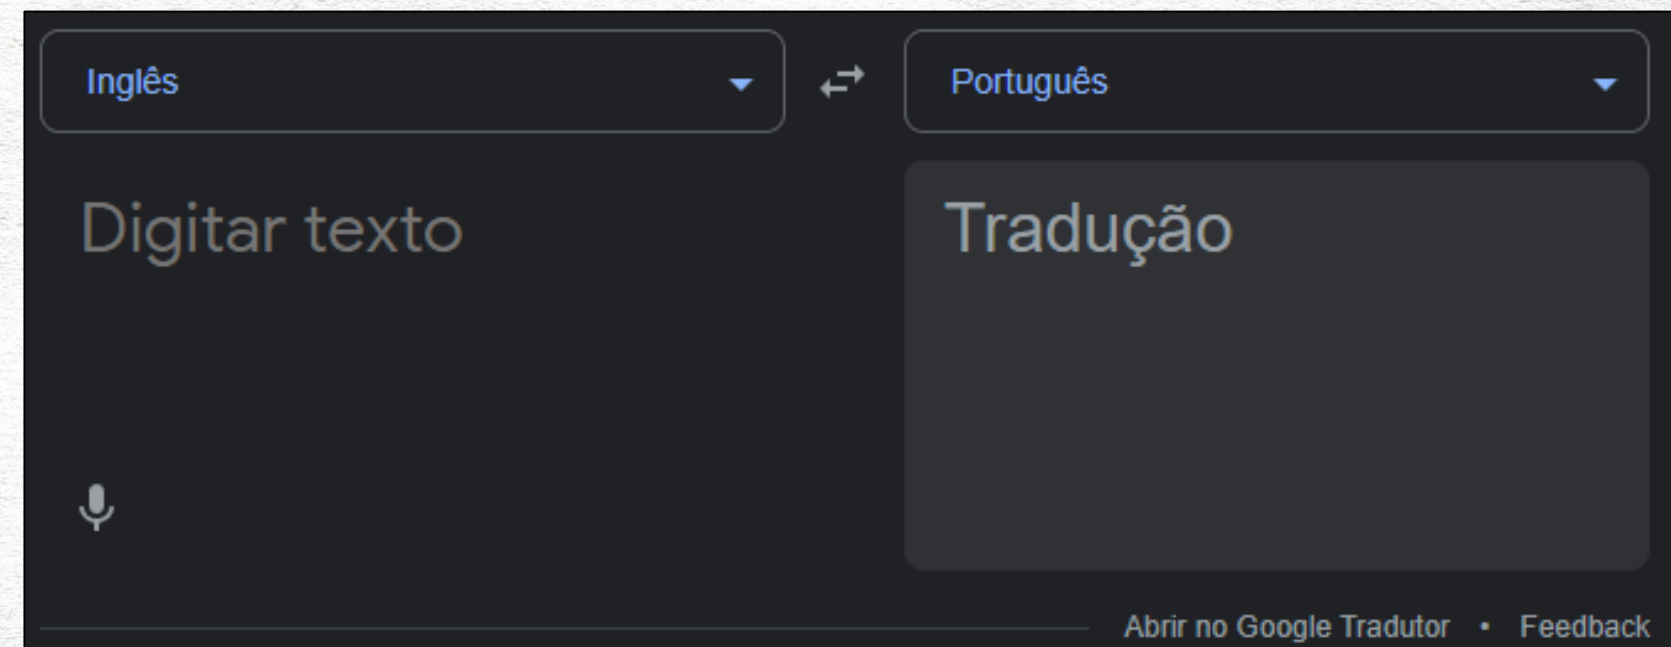 Inglês
Português
Digitar texto
Tradução
Abrir no Google Tradutor • Feedback